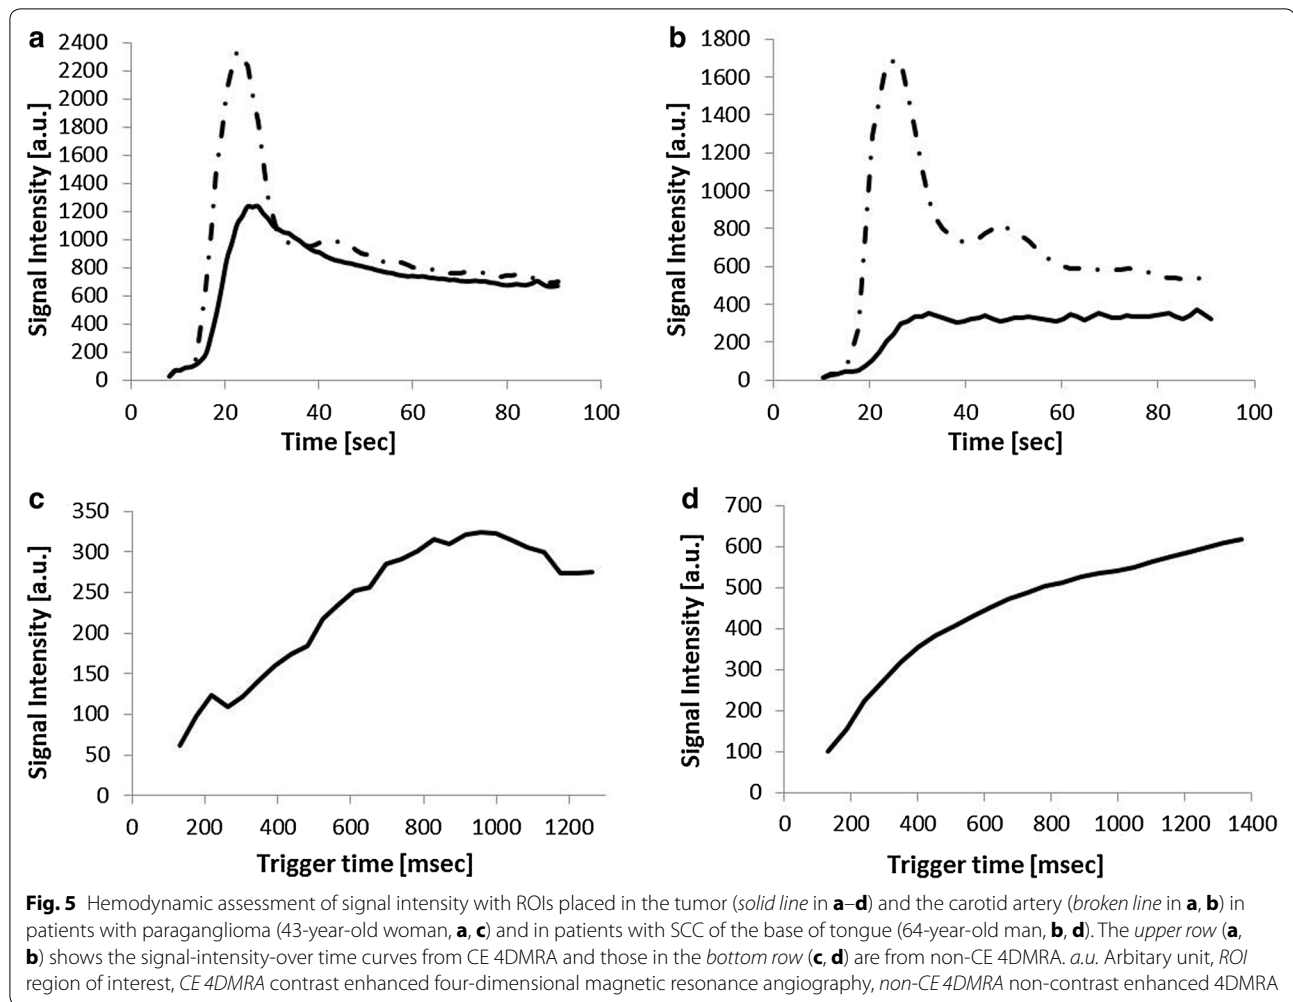 a
2400
2200
2000
1800
1600
1400
1200
1000
800
600
400
200
0
Signal Intensity [a.u.]
0 20 40 60 80 100
Time [sec]
b
1800
1600
1400
1200
1000
800
600
400
200
0
Signal Intensity [a.u.]
0 20 40 60 80 100
Time [sec]
c
350
300
250
200
150
100
50
0
Signal Intensity [a.u.]
0 200 400 600 800 1000 1200
Trigger time [msec]
d
700
600
500
400
300
200
100
0
Signal Intensity [a.u.]
0 200 400 600 800 1000 1200 1400
Trigger time [msec]
Fig. 5 Hemodynamic assessment of signal intensity with ROIs placed in the tumor (solid line in a–d) and the carotid artery (broken line in a, b) in
patients with paraganglioma (43-year-old woman, a, c) and in patients with SCC of the base of tongue (64-year-old man, b, d). The upper row (a,
b) shows the signal-intensity-over time curves from CE 4DMRA and those in the bottom row (c, d) are from non-CE 4DMRA. a.u. Arbitary unit, ROI
region of interest, CE 4DMRA contrast enhanced four-dimensional magnetic resonance angiography, non-CE 4DMRA non-contrast enhanced 4DMRA